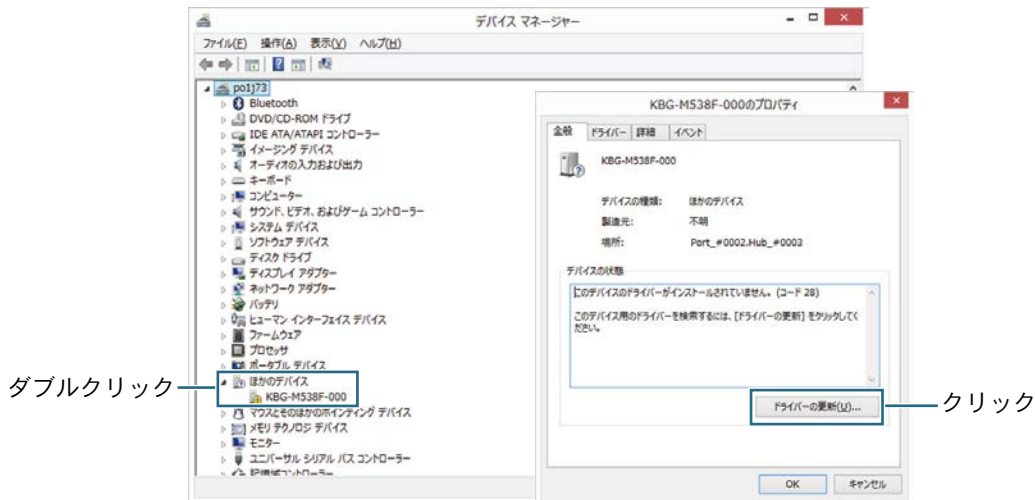 デバイス マネージャー
ファイル(F) 操作(A) 表示(V) ヘルプ(H)
po1j73
Bluetooth
DVD/CD-ROM ドライブ
IDE ATA/ATAPI コントローラー
イメージング デバイス
オーディオの入力および出力
キーボード
コンピューター
サウンド、ビデオ、およびゲーム コントローラー
システム デバイス
ソフトウェア デバイス
ディスク ドライブ
ディスプレイ アダプター
ネットワーク アダプター
バッテリ
ヒューマン インターフェイス デバイス
ファームウェア
プロセッサ
ポータブル デバイス
ほかのデバイス
KBG-M538F-000
マウスとそのほかのポインティング デバイス
メモリ テクノロジ デバイス
モニター
ユニバーサル シリアル バス コントローラー
記憶域コントローラー
ダブルクリック
KBG-M538F-000のプロパティ
全般 ドライバー 詳細 イベント
KBG-M538F-000
デバイスの種類: ほかのデバイス
製造元: 不明
場所: Port_#0002.Hub_#0003
デバイスの状態
このデバイスのドライバーがインストールされていません。 (コード 28)
このデバイス用のドライバーを検索するには、[ドライバーの更新] をクリックしてく
ださい。
ドライバーの更新(U)...
クリック
OK キャンセル